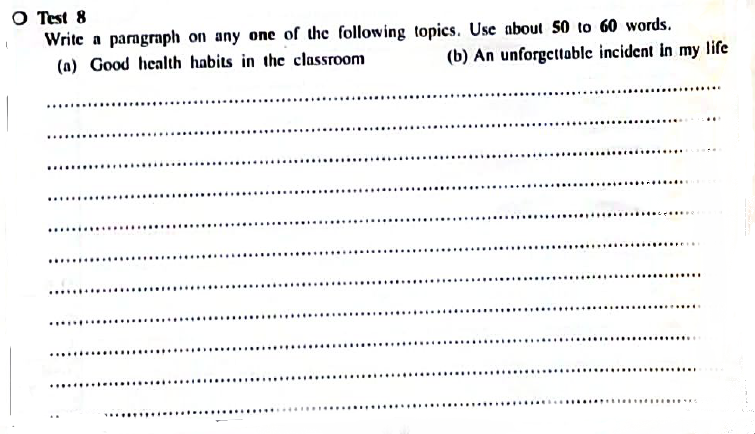 O Test 8
Write a paragraph on any one of the following topics. Use about 50 to 60 words.
(a) Good health habits in the classroom (b) An unforgettable incident in my life